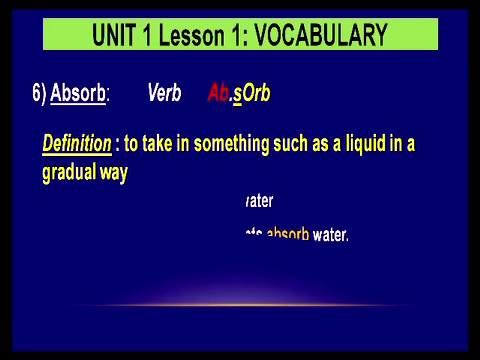 UNIT 1 Lesson 1: VOCABULARY
6) Absorb: Verb Ab.sOrb
Definition : to take in something such as a liquid in a
gradual way
water
absorb water.